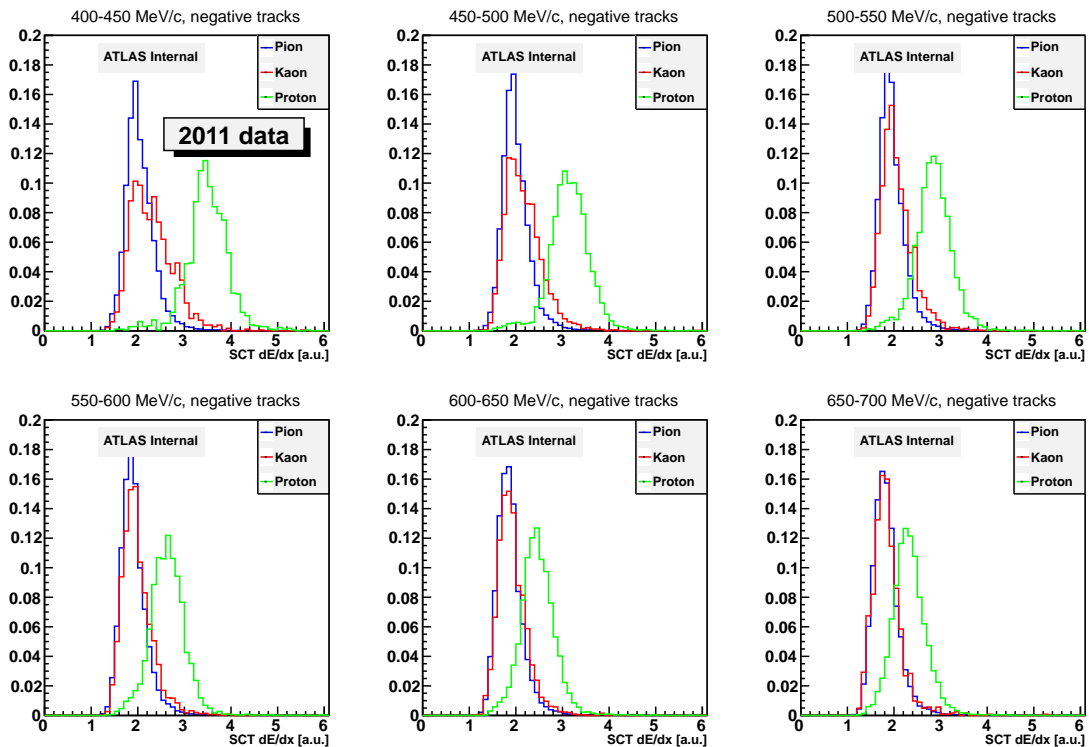 400-450 MeV/c, negative tracks
0.2
0.18
0.16
0.14
0.12
0.1
0.08
0.06
0.04
0.02
0
ATLAS Internal
Pion
Kaon
Proton
2011 data
0 1 2 3 4 5 6
SCT dE/dx [a.u.]
450-500 MeV/c, negative tracks
0.2
0.18
0.16
0.14
0.12
0.1
0.08
0.06
0.04
0.02
0
ATLAS Internal
Pion
Kaon
Proton
0 1 2 3 4 5 6
SCT dE/dx [a.u.]
500-550 MeV/c, negative tracks
0.2
0.18
0.16
0.14
0.12
0.1
0.08
0.06
0.04
0.02
0
ATLAS Internal
Pion
Kaon
Proton
0 1 2 3 4 5 6
SCT dE/dx [a.u.]
550-600 MeV/c, negative tracks
0.2
0.18
0.16
0.14
0.12
0.1
0.08
0.06
0.04
0.02
0
ATLAS Internal
Pion
Kaon
Proton
0 1 2 3 4 5 6
SCT dE/dx [a.u.]
600-650 MeV/c, negative tracks
0.2
0.18
0.16
0.14
0.12
0.1
0.08
0.06
0.04
0.02
0
ATLAS Internal
Pion
Kaon
Proton
0 1 2 3 4 5 6
SCT dE/dx [a.u.]
650-700 MeV/c, negative tracks
0.2
0.18
0.16
0.14
0.12
0.1
0.08
0.06
0.04
0.02
0
ATLAS Internal
Pion
Kaon
Proton
0 1 2 3 4 5 6
SCT dE/dx [a.u.]